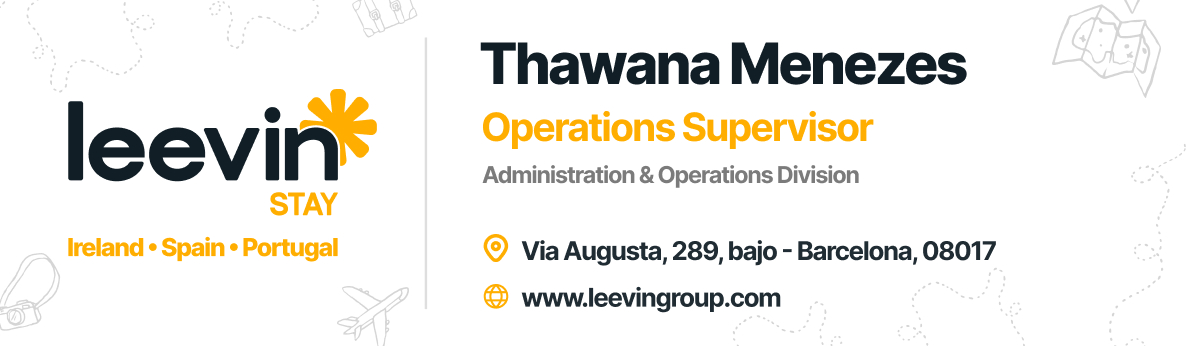 leevin
STAY
Ireland • Spain • Portugal
Thawana Menezes
Operations Supervisor
Administration & Operations Division
Via Augusta, 289, bajo - Barcelona, 08017
www.leevingroup.com